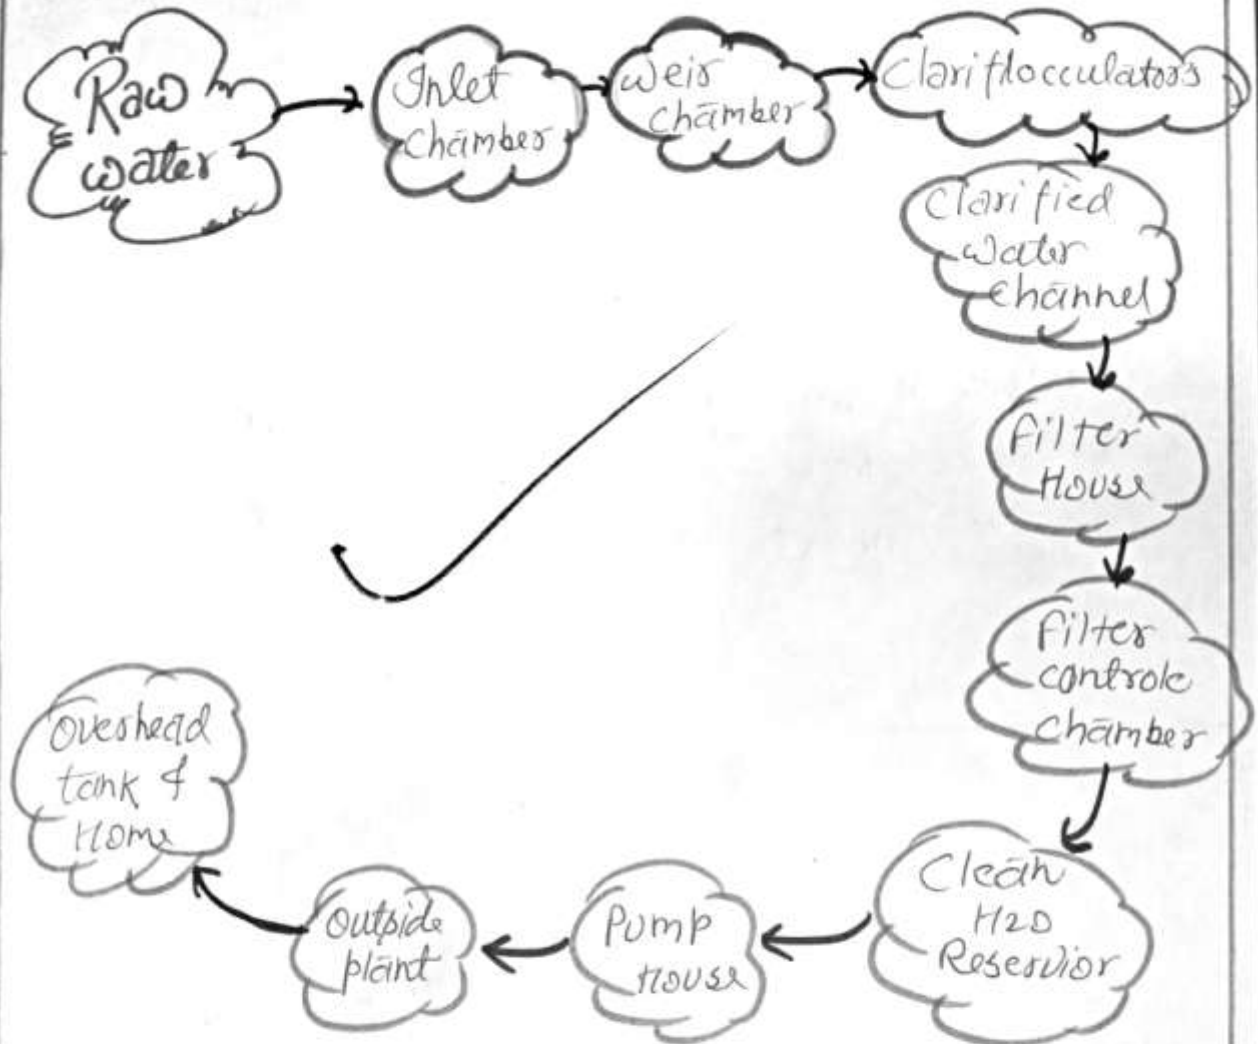 Raw
water
Inlet
Chamber
Weir
chamber
Clariflocculators
Clarified
water
channel
Filter
House
Filter
controle
chamber
Clean
H2O
Reservior
Pump
House
Outside
plant
Overhead
tank &
Home